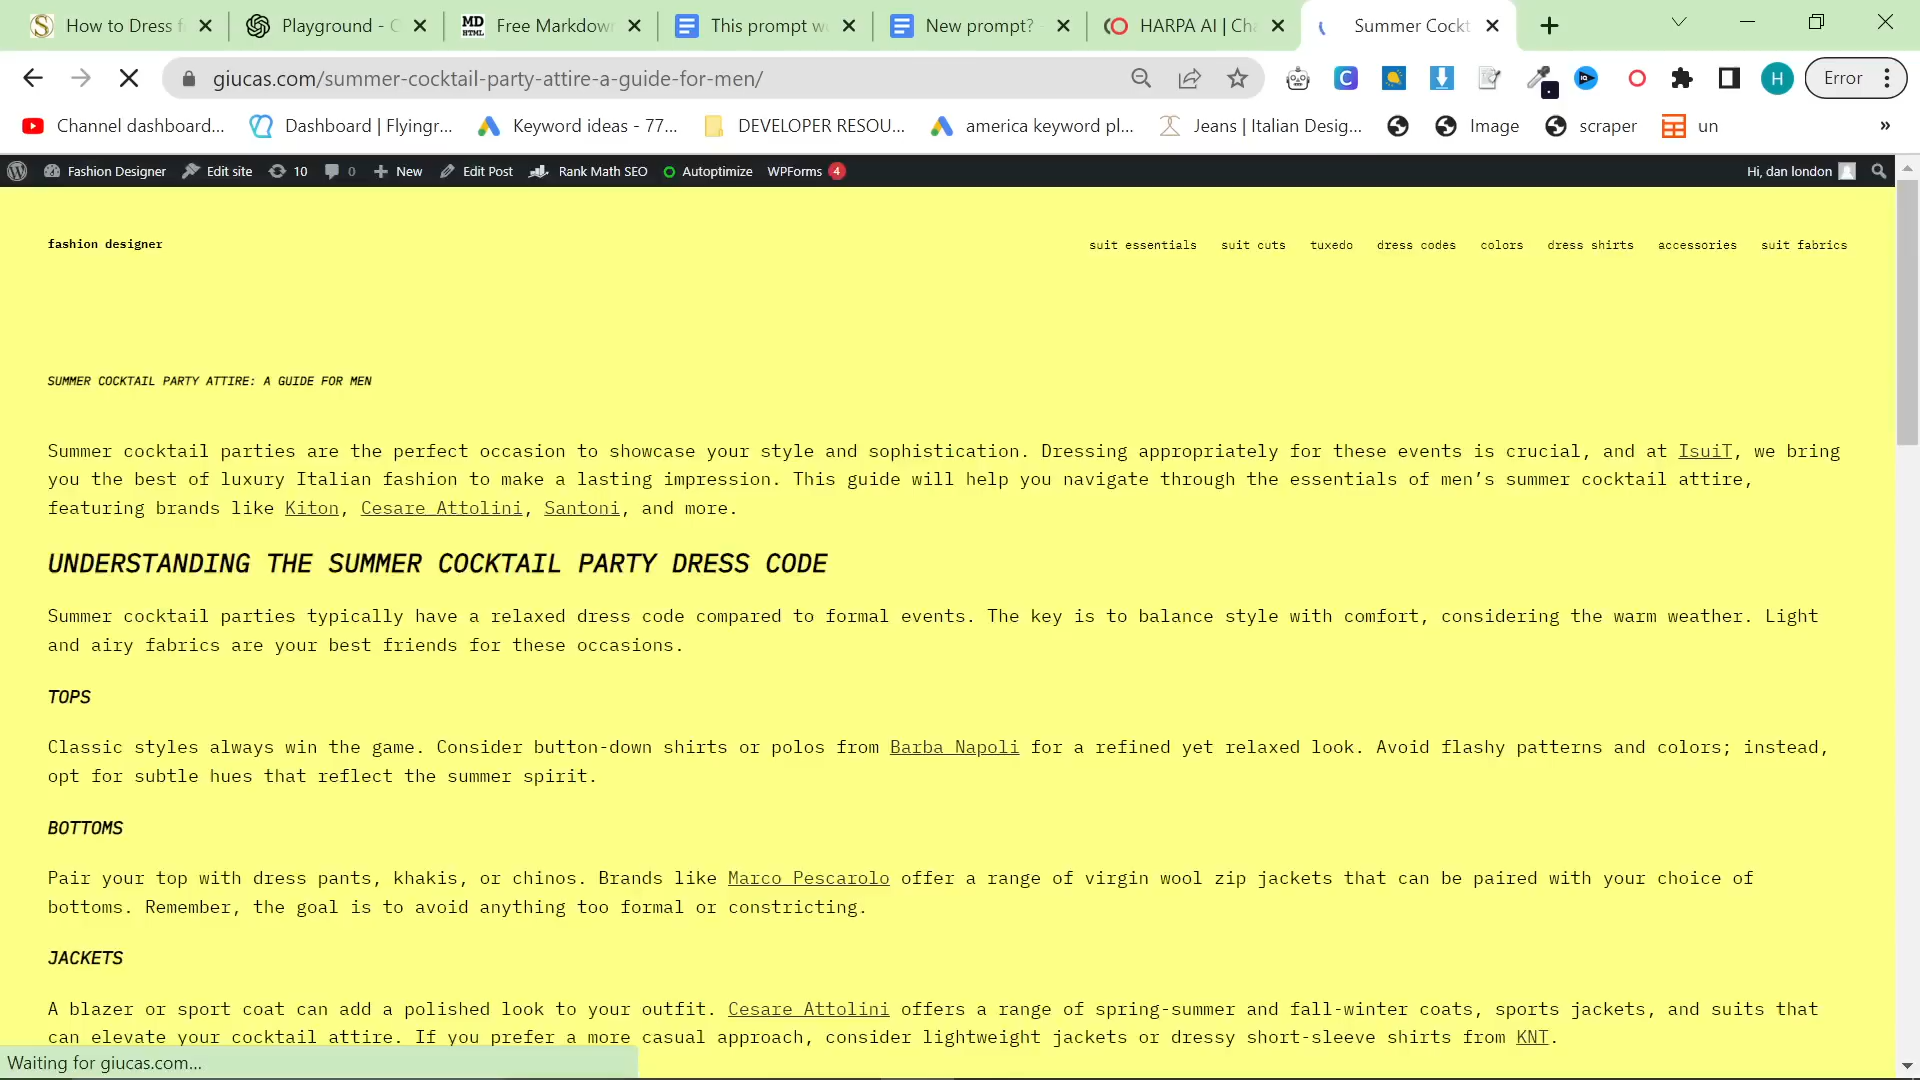 How to Dress f
Playground - C
MD HTML Free Markdown
This prompt w
New prompt?
HARPA AI | Cha
Summer Cockt
giucas.com/summer-cocktail-party-attire-a-guide-for-men/
C
H
Error
Channel dashboard...
Dashboard | Flyingr...
Keyword ideas - 77...
DEVELOPER RESOU...
america keyword pl...
Jeans | Italian Desig...
Image
scraper
un
»
Fashion Designer
Edit site
10
0
New
Edit Post
Rank Math SEO
Autoptimize
WPForms 4
Hi, dan london
fashion designer
suit essentials suit cuts tuxedo dress codes colors dress shirts accessories suit fabrics
SUMMER COCKTAIL PARTY ATTIRE: A GUIDE FOR MEN
Summer cocktail parties are the perfect occasion to showcase your style and sophistication. Dressing appropriately for these events is crucial, and at IsuiT, we bring
you the best of luxury Italian fashion to make a lasting impression. This guide will help you navigate through the essentials of men’s summer cocktail attire,
featuring brands like Kiton, Cesare Attolini, Santoni, and more.
UNDERSTANDING THE SUMMER COCKTAIL PARTY DRESS CODE
Summer cocktail parties typically have a relaxed dress code compared to formal events. The key is to balance style with comfort, considering the warm weather. Light
and airy fabrics are your best friends for these occasions.
TOPS
Classic styles always win the game. Consider button-down shirts or polos from Barba Napoli for a refined yet relaxed look. Avoid flashy patterns and colors; instead,
opt for subtle hues that reflect the summer spirit.
BOTTOMS
Pair your top with dress pants, khakis, or chinos. Brands like Marco Pescarolo offer a range of virgin wool zip jackets that can be paired with your choice of
bottoms. Remember, the goal is to avoid anything too formal or constricting.
JACKETS
A blazer or sport coat can add a polished look to your outfit. Cesare Attolini offers a range of spring-summer and fall-winter coats, sports jackets, and suits that
can elevate your cocktail attire. If you prefer a more casual approach, consider lightweight jackets or dressy short-sleeve shirts from KNT.
Waiting for giucas.com...